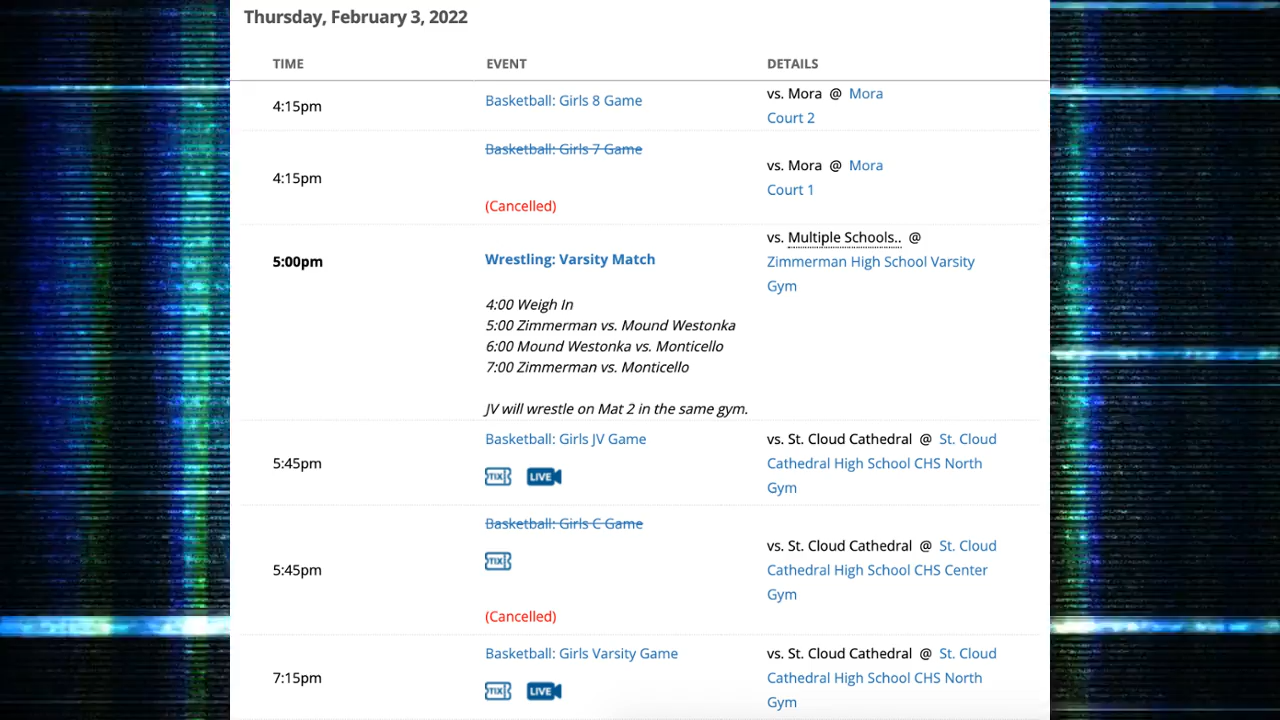 Thursday, February 3, 2022
TIME EVENT DETAILS
4:15pm Basketball: Girls 8 Game vs. Mora @ Mora
Court 2
Basketball: Girls 7 Game
4:15pm vs. Mora @ Mora
Court 1
(Cancelled)
vs. Multiple Schools.. @
5:00pm Wrestling: Varsity Match Zimmerman High School Varsity
Gym
4:00 Weigh In
5:00 Zimmerman vs. Mound Westonka
6:00 Mound Westonka vs. Monticello
7:00 Zimmerman vs. Monticello
JV will wrestle on Mat 2 in the same gym.
Basketball: Girls JV Game vs. St. Cloud Cathedral @ St. Cloud
5:45pm Cathedral High School CHS North
TIX LIVE Gym
Basketball: Girls C Game
vs. St. Cloud Cathedral @ St. Cloud
TIX
5:45pm Cathedral High School CHS Center
Gym
(Cancelled)
Basketball: Girls Varsity Game vs. St. Cloud Cathedral @ St. Cloud
7:15pm Cathedral High School CHS North
TIX LIVE Gym